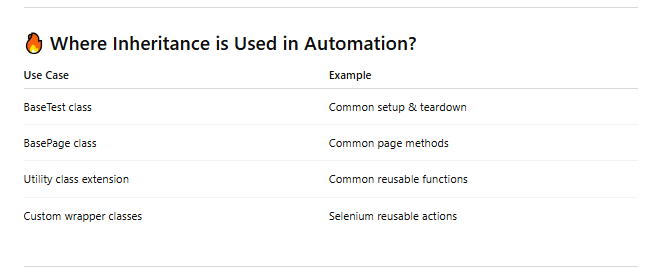 🔥 Where Inheritance is Used in Automation?
Use Case Example
BaseTest class Common setup & teardown
BasePage class Common page methods
Utility class extension Common reusable functions
Custom wrapper classes Selenium reusable actions